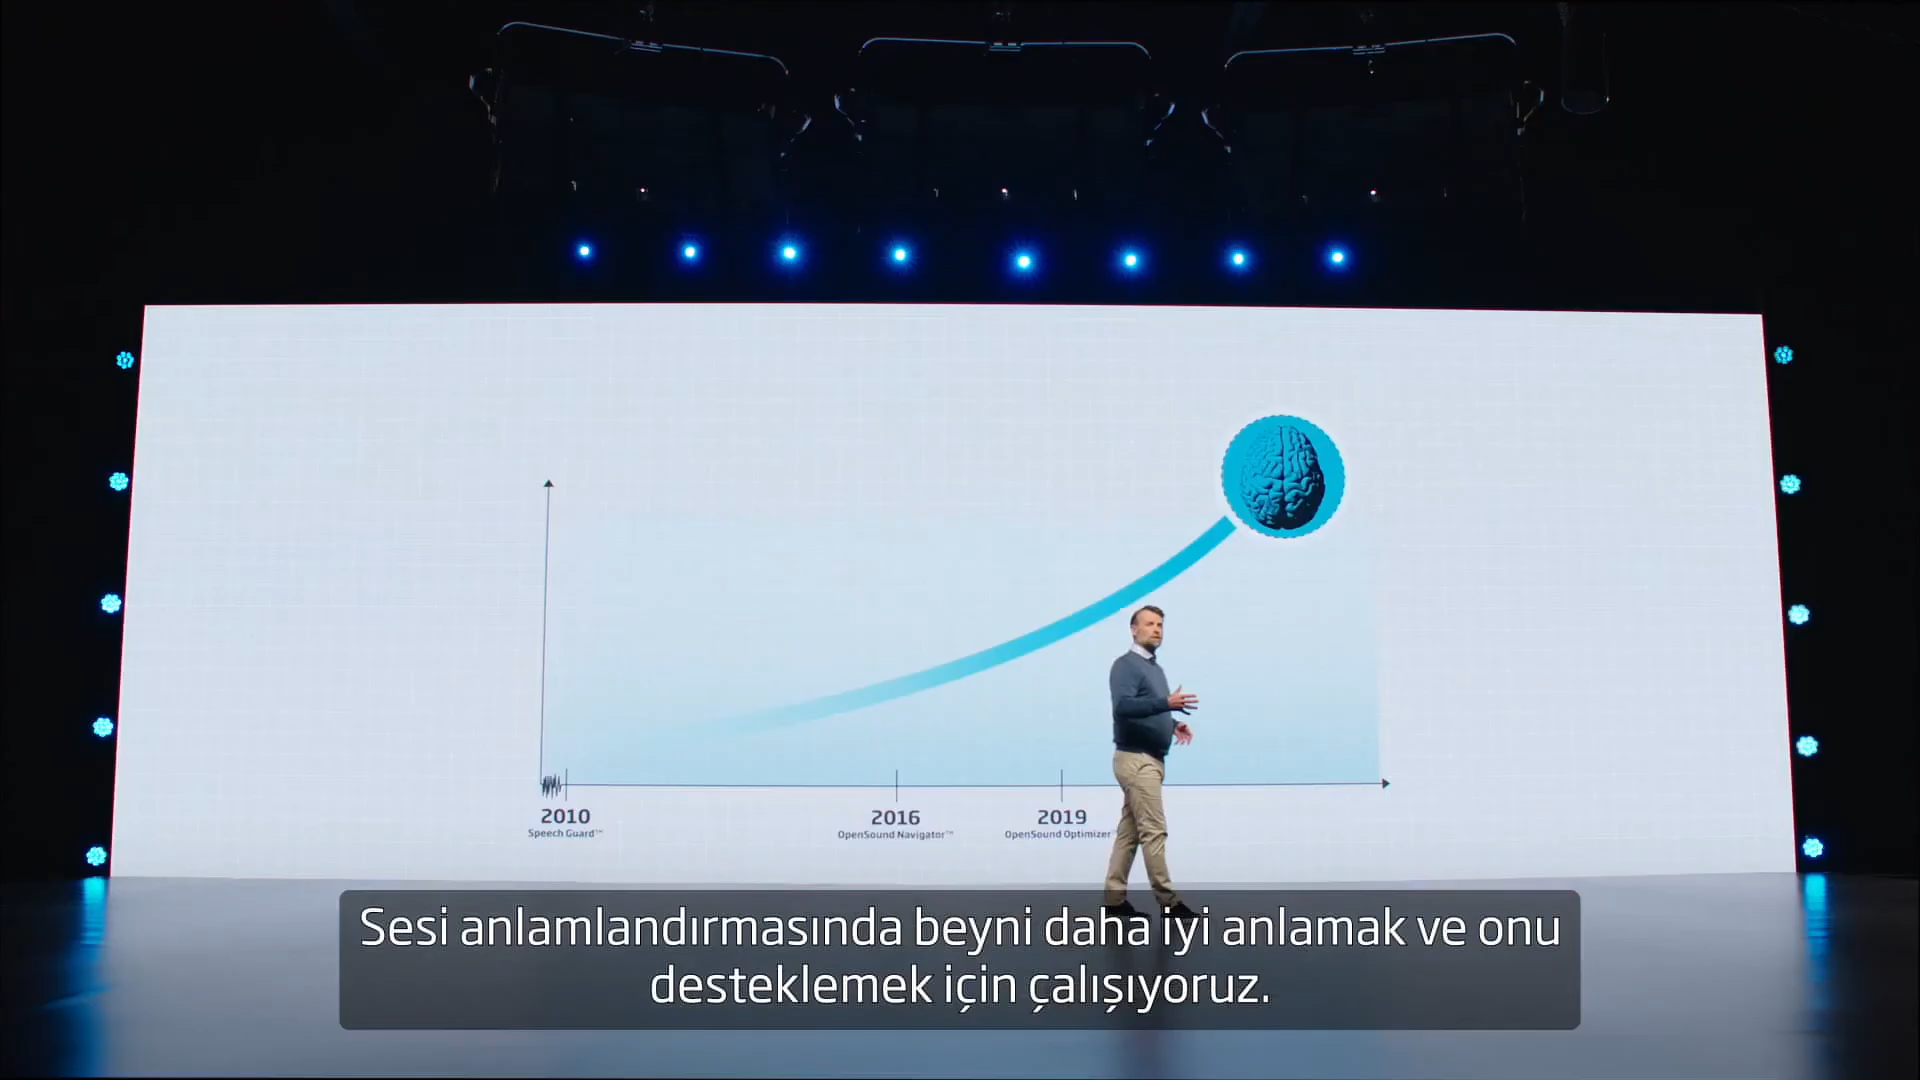 2010
Speech Guard™
2016
OpenSound Navigator™
2019
OpenSound Optimizer
Sesi anlamlandırmasında beyni daha iyi anlamak ve onu
desteklemek için çalışıyoruz.